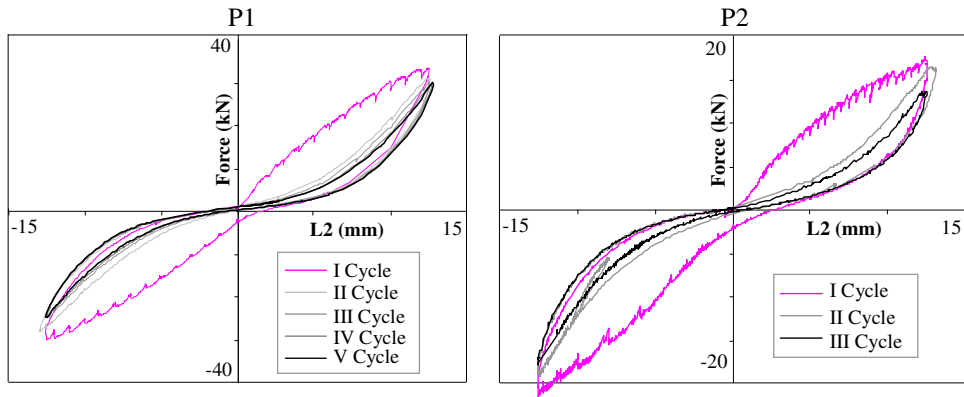 P1
40
Force (kN)
-15
15
L2 (mm)
I Cycle
II Cycle
III Cycle
IV Cycle
V Cycle
-40
P2
20
Force (kN)
-15
15
L2 (mm)
I Cycle
II Cycle
III Cycle
-20